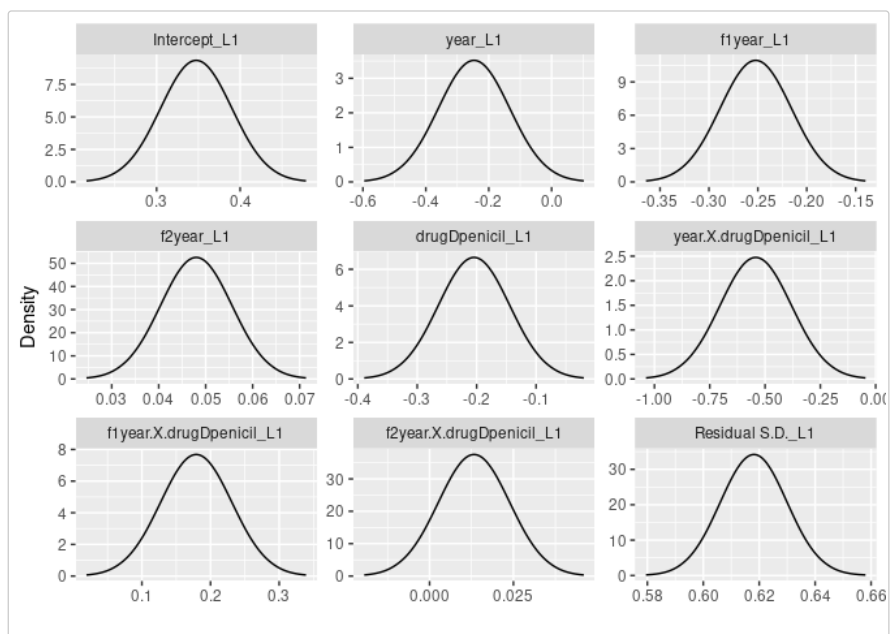 Intercept_L1 year_L1 f1year_L1
7.5 3 9
5.0 2 6
2.5 1 3
0.0 0 0
0.3 0.4 -0.6 -0.4 -0.2 0.0 -0.35 -0.30 -0.25 -0.20 -0.15
f2year_L1 drugDpenicil_L1 year.X.drugDpenicil_L1
50 6 2.5
40 4 2.0
30 2 1.5
20 0 1.0
10 0.5
0 0.0
0.03 0.04 0.05 0.06 0.07 -0.4 -0.3 -0.2 -0.1 -1.00 -0.75 -0.50 -0.25 0.00
Density
f1year.X.drugDpenicil_L1 f2year.X.drugDpenicil_L1 Residual S.D._L1
8 30 30
6 20 20
4 10 10
2 0 0
0
0.1 0.2 0.3 0.000 0.025 0.58 0.60 0.62 0.64 0.66